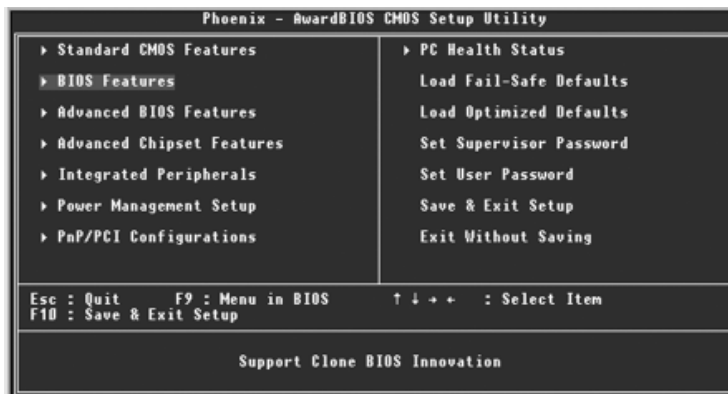 Phoenix - AwardBIOS CMOS Setup Utility
▸ Standard CMOS Features
▸ BIOS Features
▸ Advanced BIOS Features
▸ Advanced Chipset Features
▸ Integrated Peripherals
▸ Power Management Setup
▸ PnP/PCI Configurations
▸ PC Health Status
Load Fail-Safe Defaults
Load Optimized Defaults
Set Supervisor Password
Set User Password
Save & Exit Setup
Exit Without Saving
Esc : Quit F9 : Menu in BIOS ↑ ↓ → ← : Select Item
F10 : Save & Exit Setup
Support Clone BIOS Innovation